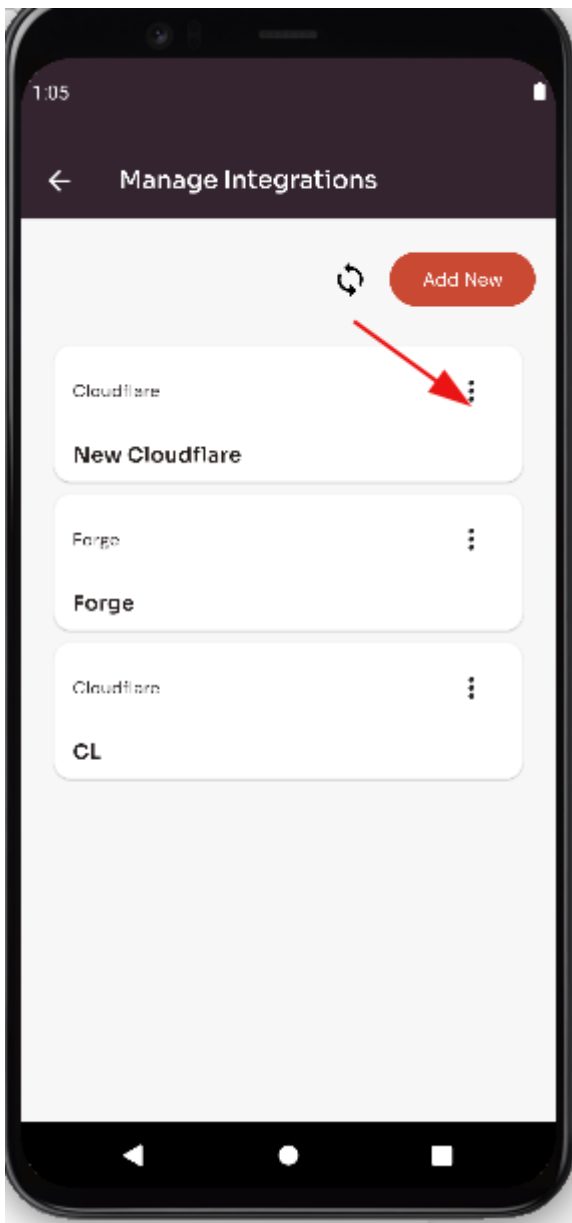 1:05
Manage Integrations
Add New
Cloudflare
New Cloudflare
Forge
Forge
Cloudflare
CL